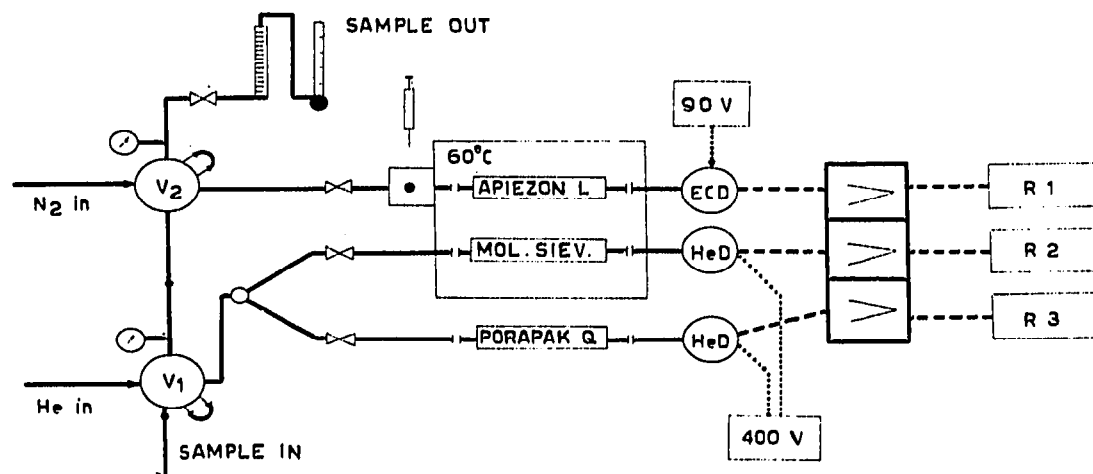 SAMPLE OUT
90 V
60°C
V2
N2 in
APIEZON L
ECD
R 1
MOL. SIEV.
HeD
R 2
PORAPAK Q
HeD
R 3
V1
He in
400 V
SAMPLE IN